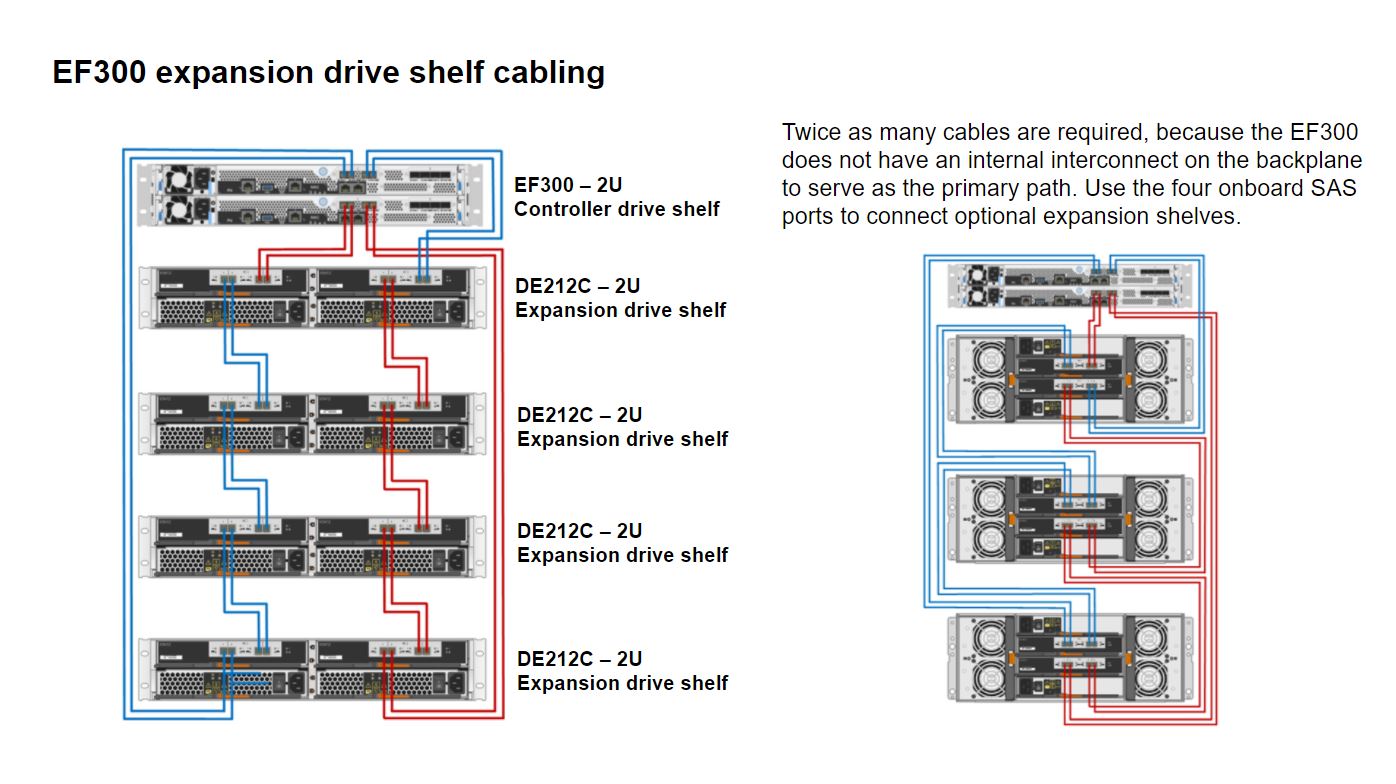 EF300 expansion drive shelf cabling
Twice as many cables are required, because the EF300
does not have an internal interconnect on the backplane
to serve as the primary path. Use the four onboard SAS
ports to connect optional expansion shelves.
EF300 – 2U
Controller drive shelf
DE212C – 2U
Expansion drive shelf
DE212C – 2U
Expansion drive shelf
DE212C – 2U
Expansion drive shelf
DE212C – 2U
Expansion drive shelf